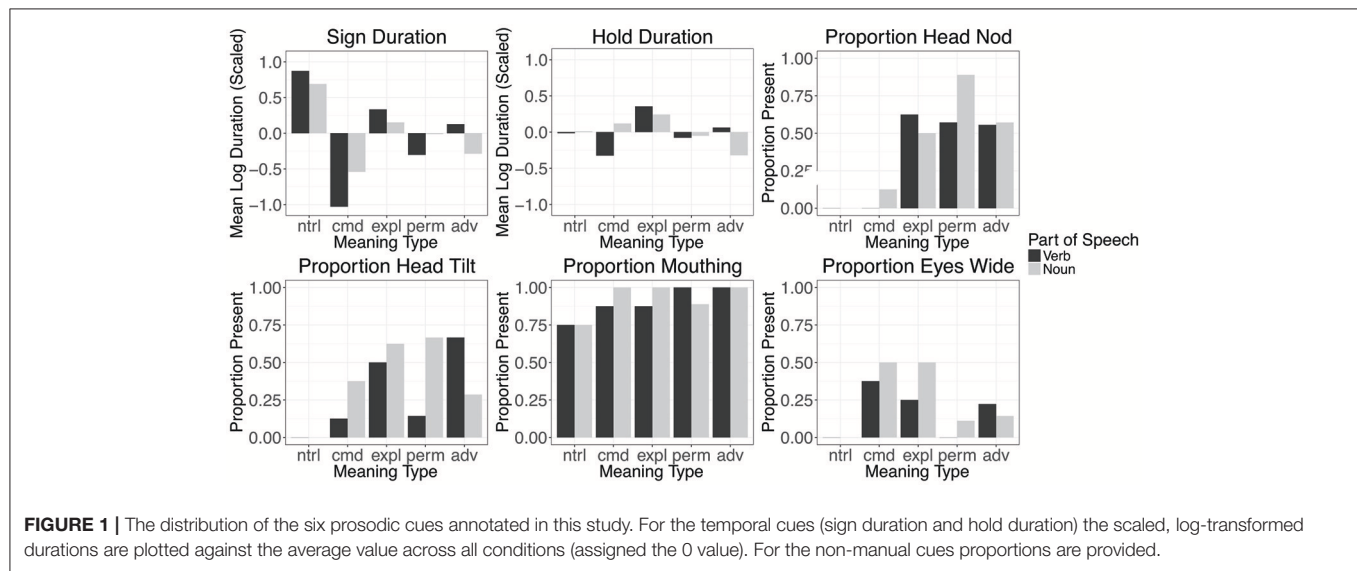 Sign Duration
Mean Log Duration (Scaled)
1.0
0.5
0.0
−0.5
−1.0
ntrl cmd expl perm adv
Meaning Type
Hold Duration
Mean Log Duration (Scaled)
1.0
0.5
0.0
−0.5
−1.0
ntrl cmd expl perm adv
Meaning Type
Proportion Head Nod
Proportion Present
1.00
0.75
0.50
0.00
ntrl cmd expl perm adv
Meaning Type
Part of Speech
Verb
Noun
Proportion Head Tilt
Proportion Present
1.00
0.75
0.50
0.25
0.00
ntrl cmd expl perm adv
Meaning Type
Proportion Mouthing
Proportion Present
1.00
0.75
0.50
0.25
0.00
ntrl cmd expl perm adv
Meaning Type
Proportion Eyes Wide
Proportion Present
1.00
0.75
0.50
0.25
0.00
ntrl cmd expl perm adv
Meaning Type
FIGURE 1 | The distribution of the six prosodic cues annotated in this study. For the temporal cues (sign duration and hold duration) the scaled, log-transformed
durations are plotted against the average value across all conditions (assigned the 0 value). For the non-manual cues proportions are provided.